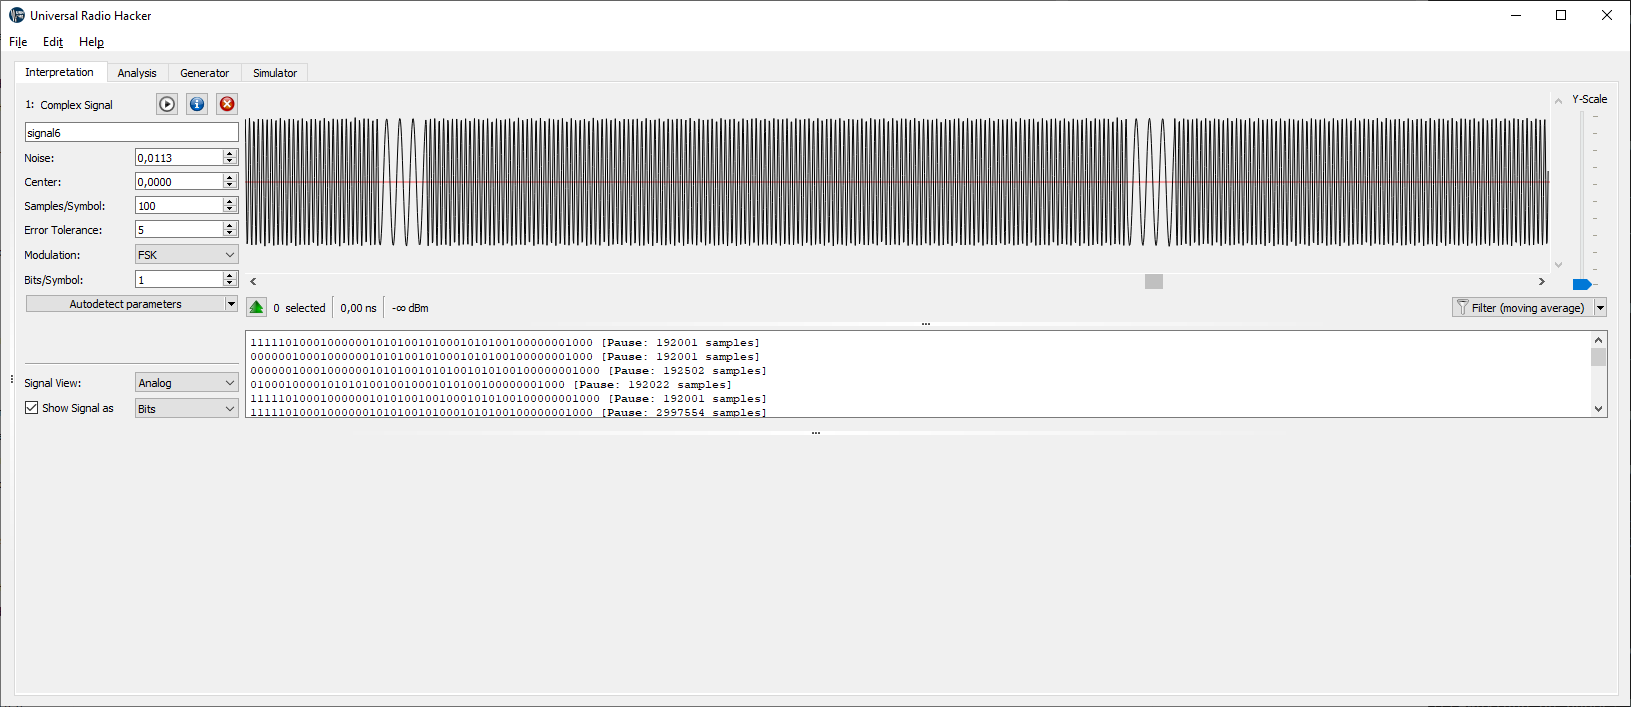 Universal Radio Hacker
File Edit Help
Interpretation Analysis Generator Simulator
1: Complex Signal
Y-Scale
signal6
Noise: 0,0113
Center: 0,0000
Samples/Symbol: 100
Error Tolerance: 5
Modulation: FSK
Bits/Symbol: 1
Autodetect parameters
0 selected 0,00 ns -∞ dBm
Filter (moving average)
1111101000100000010101001010001010100100000001000 [Pause: 192001 samples]
0000001000100000010101001010001010100100000001000 [Pause: 192001 samples]
00000010001000000101010010101001010100100000001000 [Pause: 192502 samples]
010001000010101010010010101001010010000001000 [Pause: 192022 samples]
11111010001000000101010010100010101001000000001000 [Pause: 192001 samples]
1111101000100000010101001010001010100100000001000 [Pause: 2997554 samples]
Signal View: Analog
Show Signal as Bits